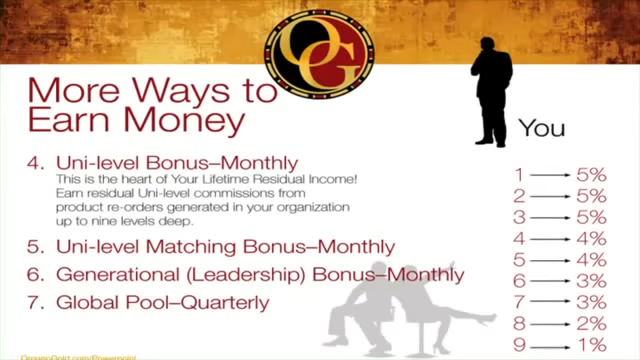 OG
More Ways to
Earn Money
You
4. Uni-level Bonus–Monthly
This is the heart of Your Lifetime Residual Income!
Earn residual Uni-level commissions from
product re-orders generated in your organization
up to nine levels deep.
5. Uni-level Matching Bonus–Monthly
6. Generational (Leadership) Bonus–Monthly
7. Global Pool–Quarterly
1 → 5%
2 → 5%
3 → 5%
4 → 4%
5 → 4%
6 → 3%
7 → 3%
8 → 2%
9 → 1%